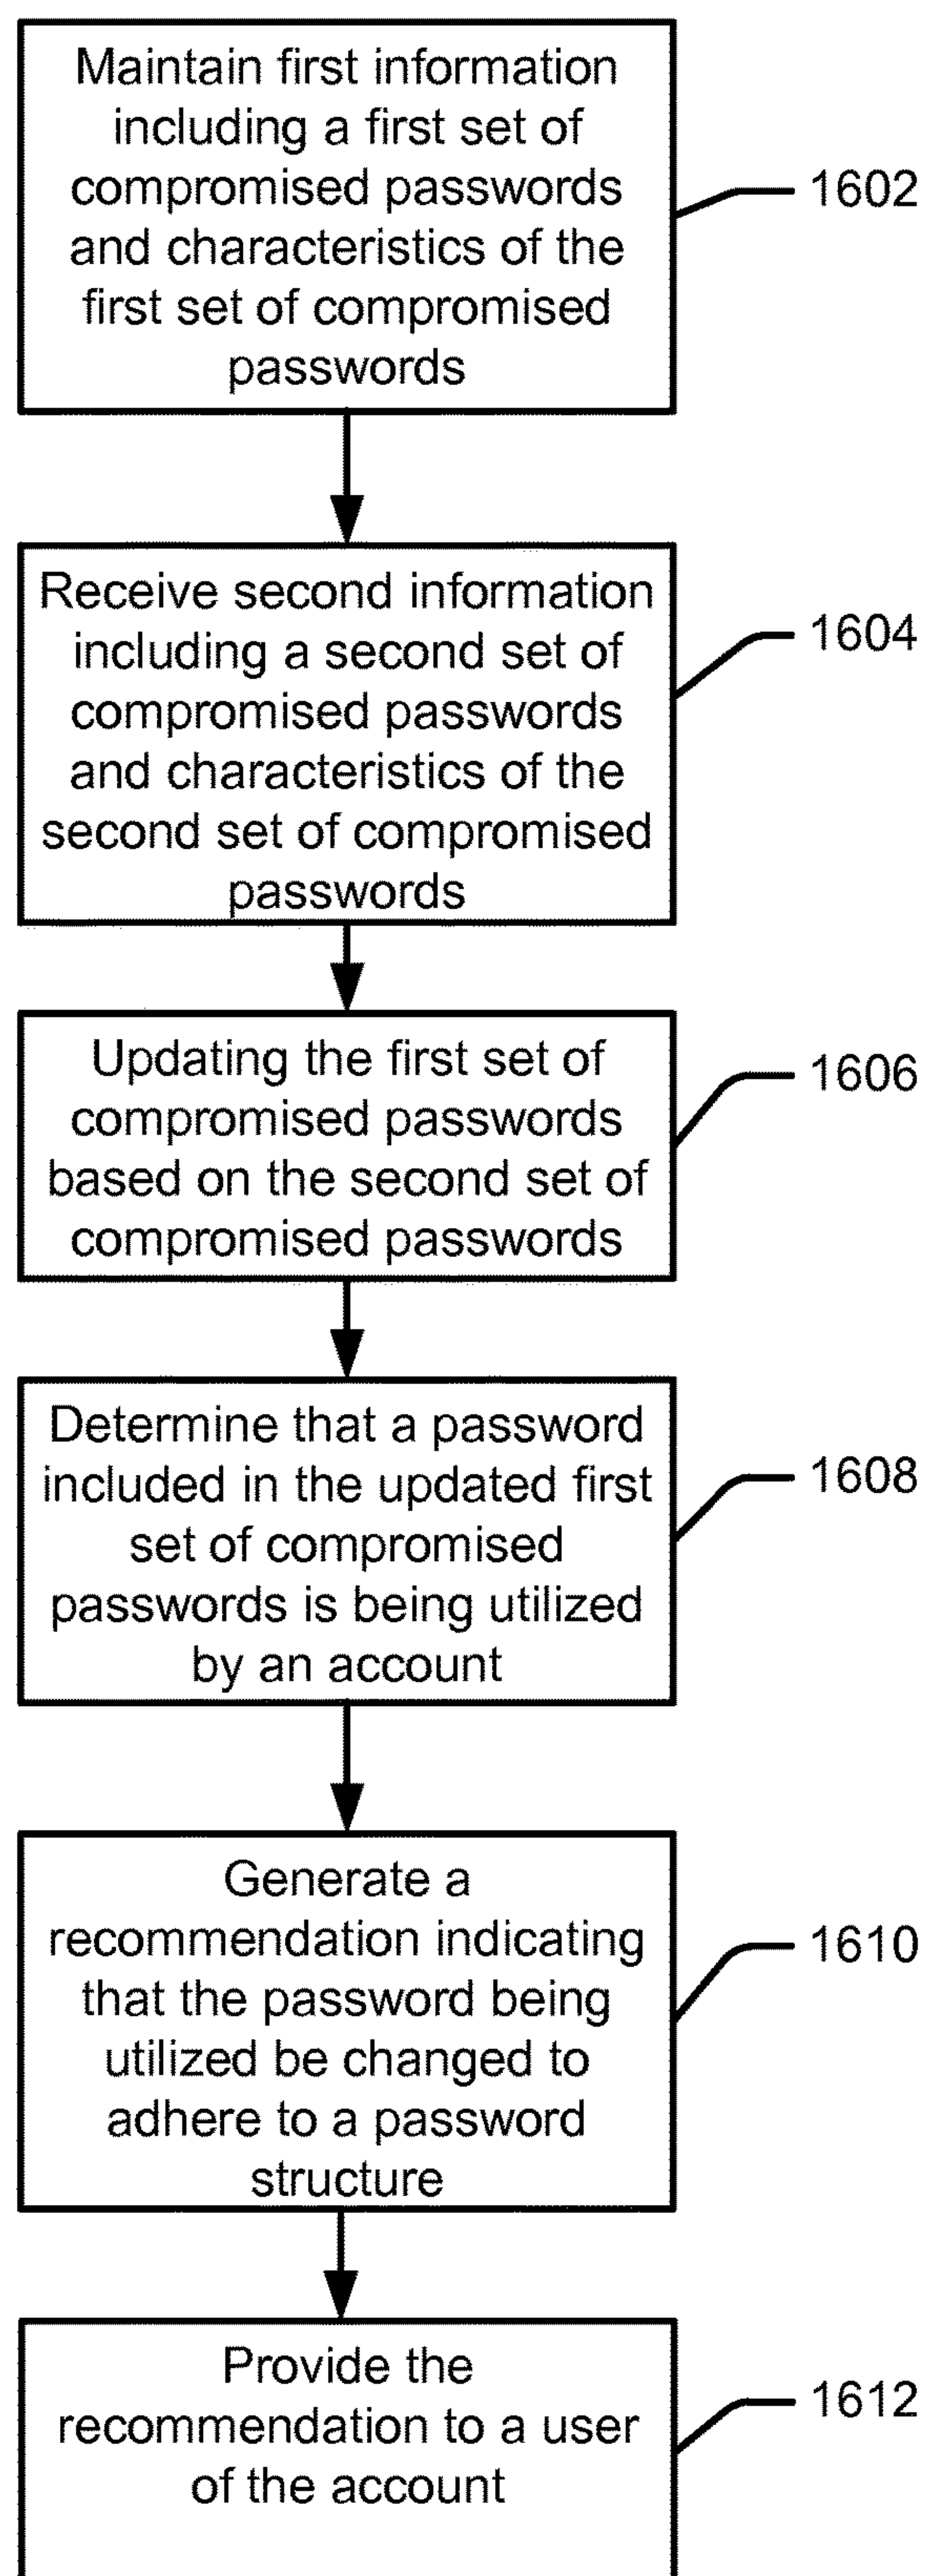 Maintain first information
including a first set of
compromised passwords
and characteristics of the
first set of compromised
passwords
1602
Receive second information
including a second set of
compromised passwords
and characteristics of the
second set of compromised
passwords
1604
Updating the first set of
compromised passwords
based on the second set of
compromised passwords
1606
Determine that a password
included in the updated first
set of compromised
passwords is being utilized
by an account
1608
Generate a
recommendation indicating
that the password being
utilized be changed to
adhere to a password
structure
1610
Provide the
recommendation to a user
of the account
1612